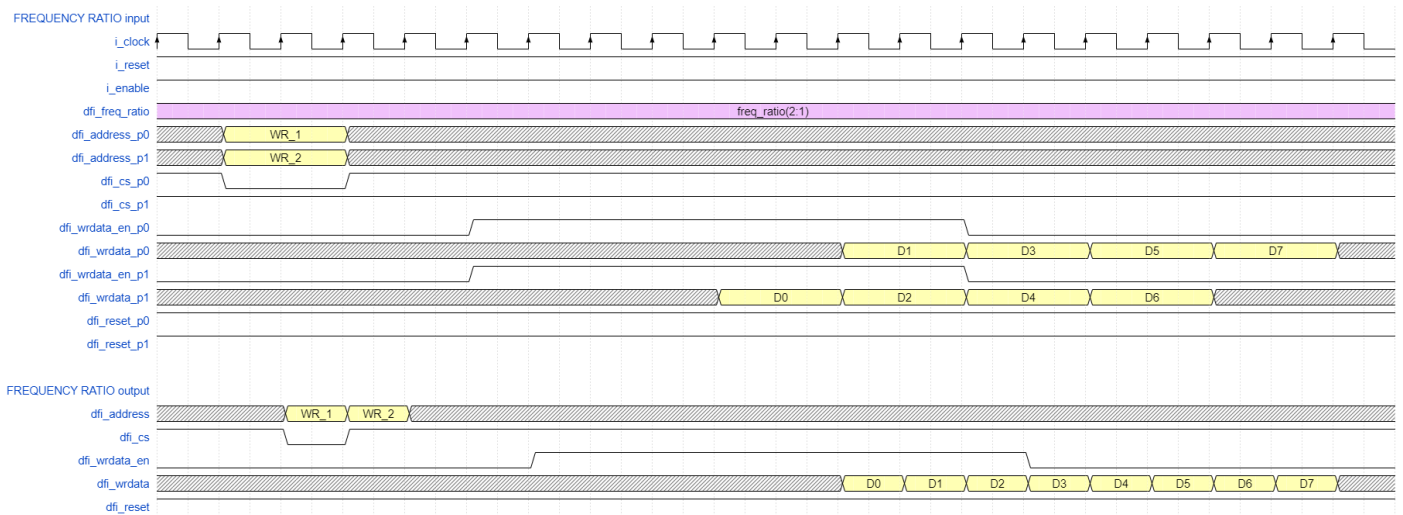 FREQUENCY RATIO input
i_clock
i_reset
i_enable
dfi_freq_ratio freq_ratio(2:1)
dfi_address_p0 WR_1
dfi_address_p1 WR_2
dfi_cs_p0
dfi_cs_p1
dfi_wrdata_en_p0
dfi_wrdata_p0 D1 D3 D5 D7
dfi_wrdata_en_p1
dfi_wrdata_p1 D0 D2 D4 D6
dfi_reset_p0
dfi_reset_p1
FREQUENCY RATIO output
dfi_address WR_1 WR_2
dfi_cs
dfi_wrdata_en
dfi_wrdata D0 D1 D2 D3 D4 D5 D6 D7
dfi_reset